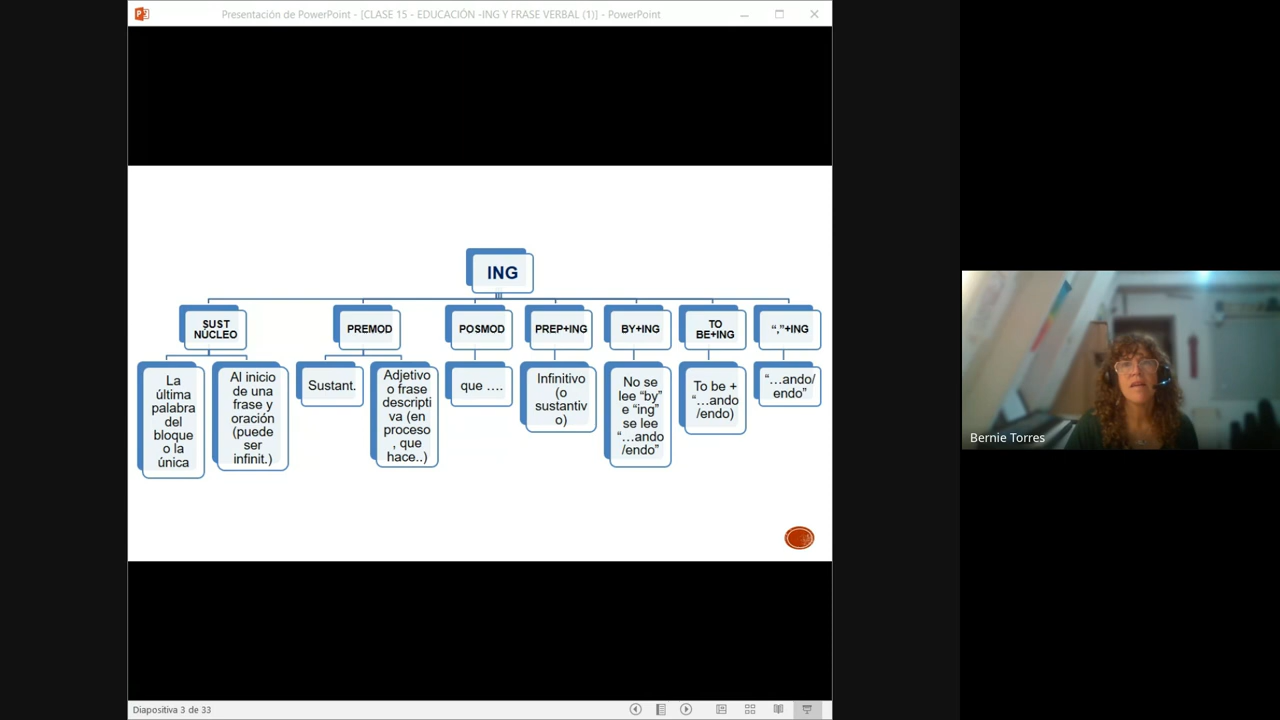 Presentación de PowerPoint - [CLASE 15 - EDUCACIÓN -ING Y FRASE VERBAL (1)] - PowerPoint
ING
SUST
NÚCLEO
PREMOD
POSMOD
PREP+ING
BY+ING
TO
BE+ING
“,”+ING
La
última
palabra
del
bloque
o la
única
Al inicio
de una
frase y
oración
(puede
ser
infinit.)
Sustant.
Adjetivo
o frase
descripti
va (en
proceso
, que
hace..)
que ....
Infinitivo
(o
sustantiv
o)
No se
lee “by”
e “ing”
se lee
“...ando
/endo”
To be +
“...ando
/endo)
“...ando/
endo”
Bernie Torres
Diapositiva 3 de 33